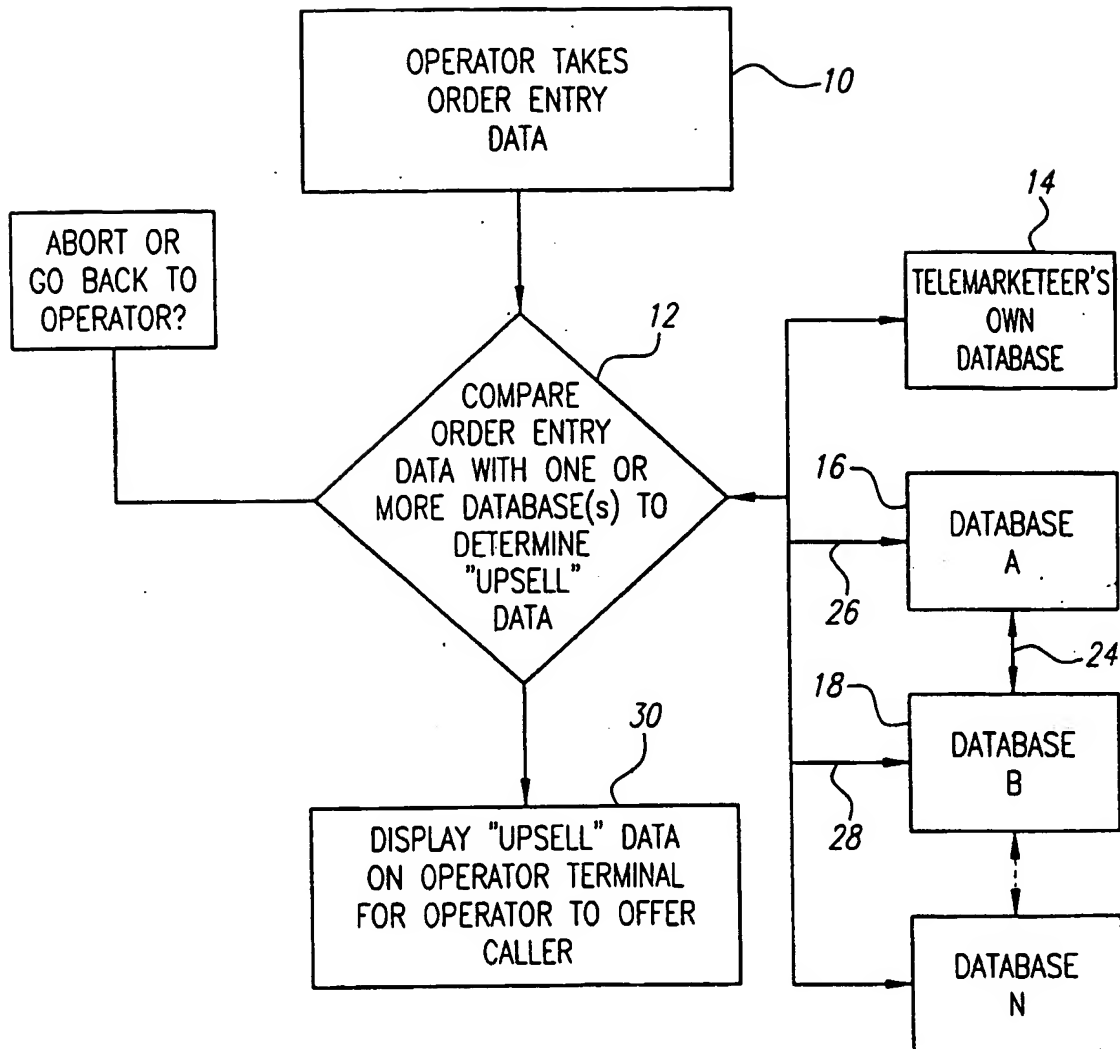 OPERATOR TAKES
ORDER ENTRY
DATA
10
ABORT OR
GO BACK TO
OPERATOR?
14
TELEMARKETEER'S
OWN
DATABASE
12
COMPARE
ORDER ENTRY
DATA WITH ONE OR
MORE DATABASE(s) TO
DETERMINE
"UPSELL"
DATA
16
DATABASE
A
26
24
18
DATABASE
B
28
30
DISPLAY "UPSELL" DATA
ON OPERATOR TERMINAL
FOR OPERATOR TO OFFER
CALLER
DATABASE
N